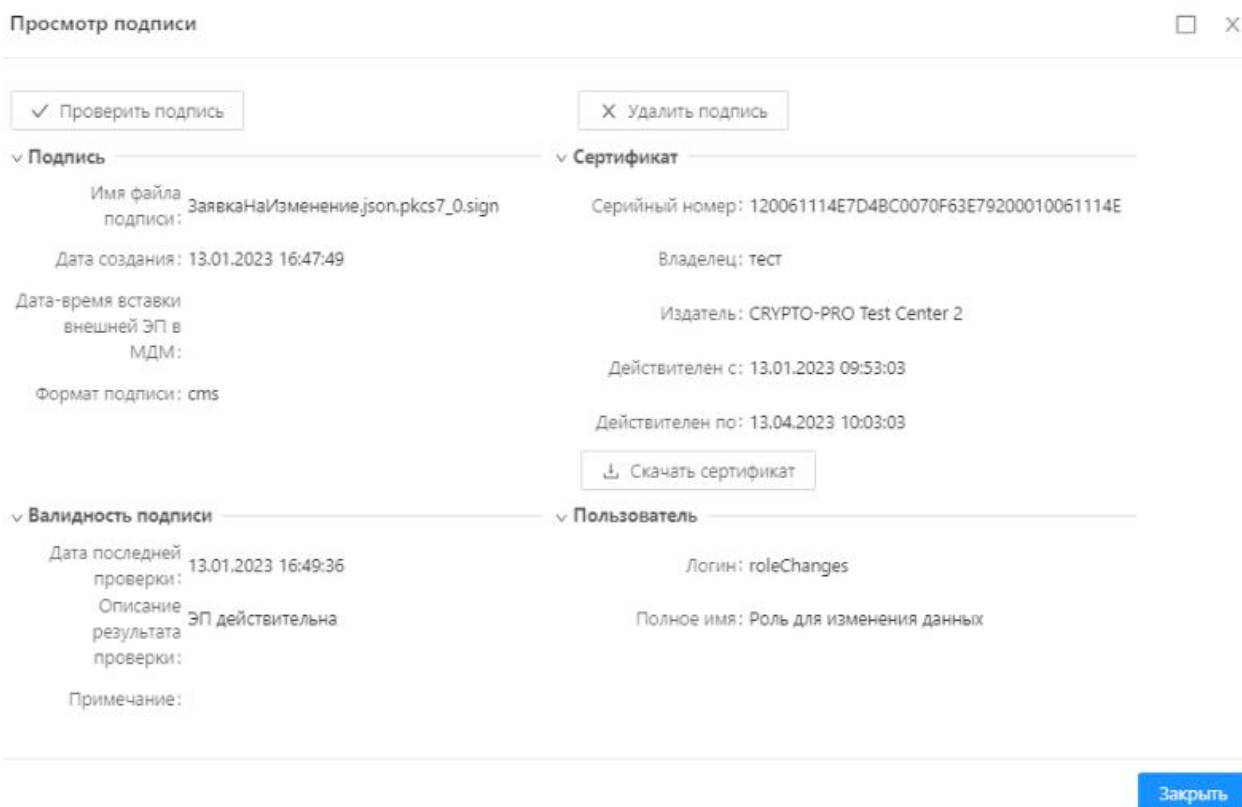 Просмотр подписи
Проверить подпись
Удалить подпись
Подпись
Имя файла
подписи:
ЗаявкаНаИзменение.json.pkcs7_0.sign
Дата создания: 13.01.2023 16:47:49
Дата-время вставки
внешней ЭП в
МДМ:
Формат подписи: cms
Сертификат
Серийный номер: 120061114E7D4BC0070F63E79200010061114E
Владелец: тест
Издатель: CRYPTO-PRO Test Center 2
Действителен с: 13.01.2023 09:53:03
Действителен по: 13.04.2023 10:03:03
Скачать сертификат
Валидность подписи
Дата последней
проверки:
13.01.2023 16:49:36
Описание
результата
проверки:
ЭП действительна
Примечание:
Пользователь
Логин: roleChanges
Полное имя: Роль для изменения данных
Закрыть